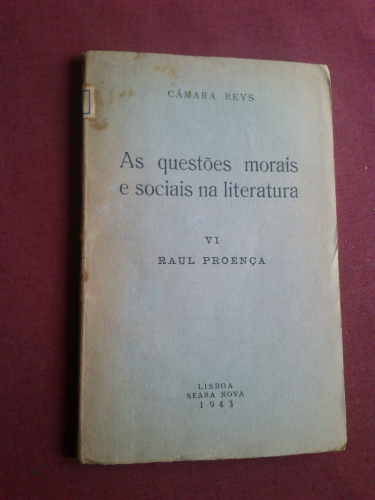 CÂMARA REYS
As questões morais
e sociais na literatura
VI
RAUL PROENÇA
LISBOA
SEARA NOVA
1943